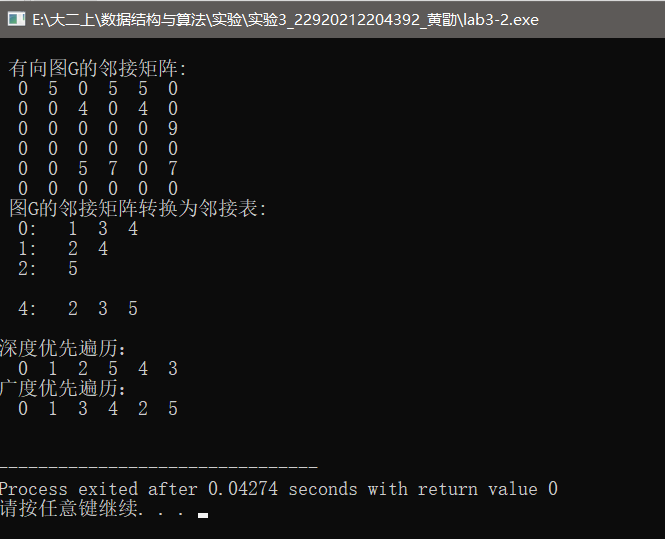 E:\大二上\数据结构与算法\实验\实验3_22920212204392_黄勖\lab3-2.exe
有向图G的邻接矩阵:
0 5 0 5 5 0
0 0 4 0 4 0
0 0 0 0 0 9
0 0 0 0 0 0
0 0 5 7 0 7
0 0 0 0 0 0
图G的邻接矩阵转换为邻接表:
0: 1 3 4
1: 2 4
2: 5
4: 2 3 5
深度优先遍历:
0 1 2 5 4 3
广度优先遍历:
0 1 3 4 2 5
--------------------------------
Process exited after 0.04274 seconds with return value 0
请按任意键继续. . .